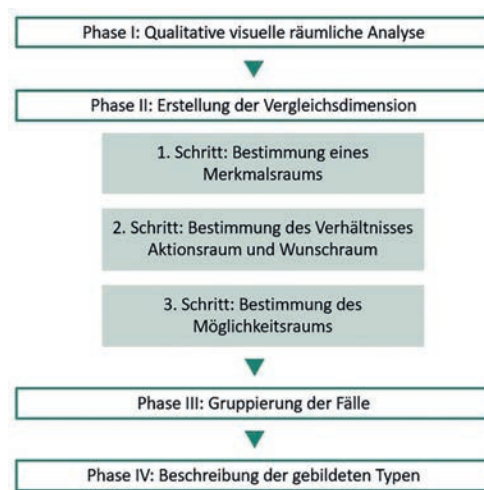 Phase I: Qualitative visuelle räumliche Analyse
Phase II: Erstellung der Vergleichsdimension
1. Schritt: Bestimmung eines
Merkmalsraums
2. Schritt: Bestimmung des Verhältnisses
Aktionsraum und Wunschraum
3. Schritt: Bestimmung des
Möglichkeitsraums
Phase III: Gruppierung der Fälle
Phase IV: Beschreibung der gebildeten Typen